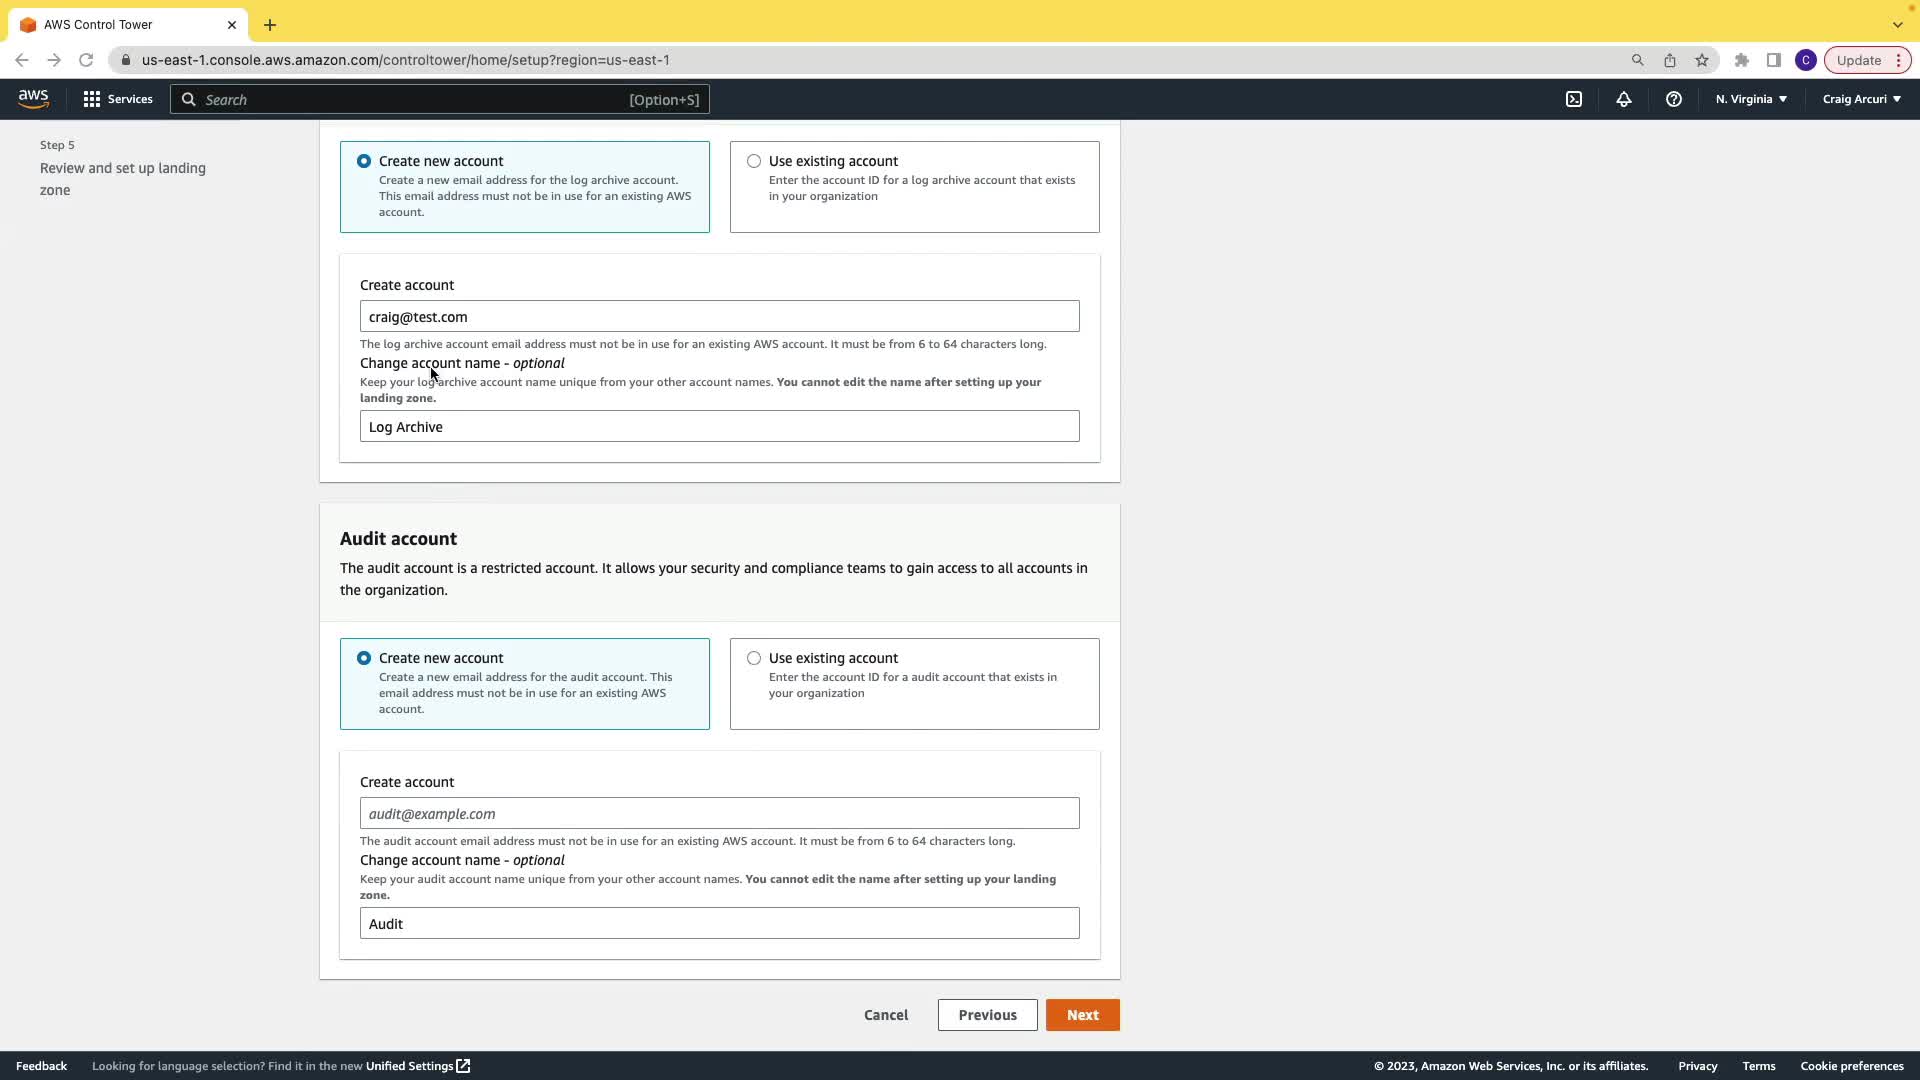 AWS Control Tower
us-east-1.console.aws.amazon.com/controltower/home/setup?region=us-east-1
C
Update
aws
Services
Search
[Option+S]
N. Virginia
Craig Arcuri
Step 5
Review and set up landing
zone
Create new account
Create a new email address for the log archive account.
This email address must not be in use for an existing AWS
account.
Use existing account
Enter the account ID for a log archive account that exists
in your organization
Create account
craig@test.com
The log archive account email address must not be in use for an existing AWS account. It must be from 6 to 64 characters long.
Change account name - optional
Keep your log archive account name unique from your other account names. You cannot edit the name after setting up your
landing zone.
Log Archive
Audit account
The audit account is a restricted account. It allows your security and compliance teams to gain access to all accounts in
the organization.
Create new account
Create a new email address for the audit account. This
email address must not be in use for an existing AWS
account.
Use existing account
Enter the account ID for a audit account that exists in
your organization
Create account
audit@example.com
The audit account email address must not be in use for an existing AWS account. It must be from 6 to 64 characters long.
Change account name - optional
Keep your audit account name unique from your other account names. You cannot edit the name after setting up your landing
zone.
Audit
Cancel
Previous
Next
Feedback
Looking for language selection? Find it in the new Unified Settings
© 2023, Amazon Web Services, Inc. or its affiliates.
Privacy
Terms
Cookie preferences